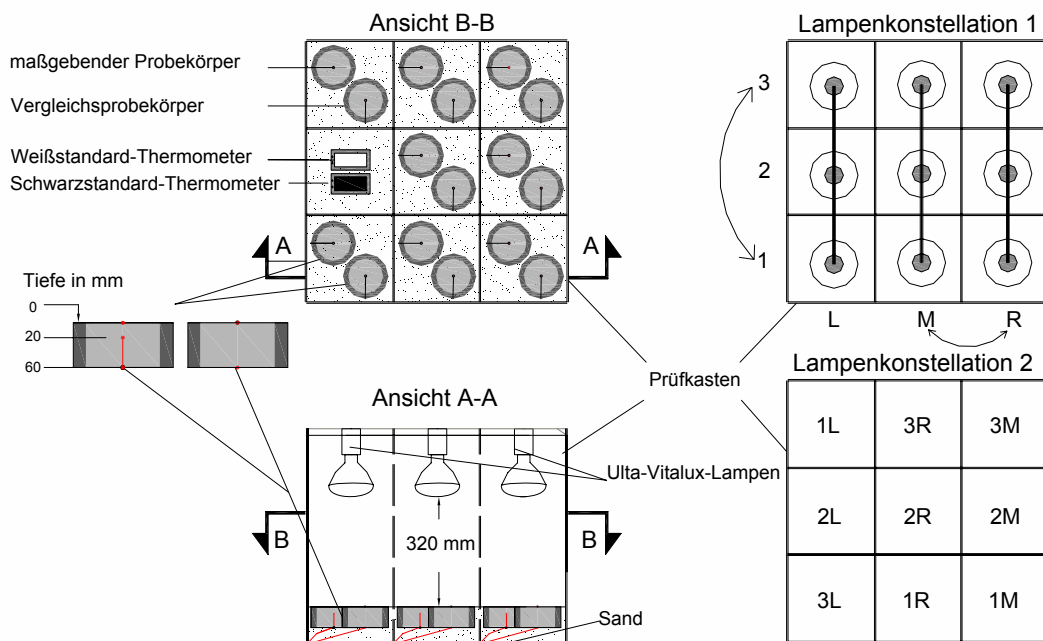 Ansicht B-B
maßgebender Probekörper
Vergleichsprobekörper
Weißstandard-Thermometer
Schwarzstandard-Thermometer
A
A
Tiefe in mm
0
20
60
Lampenkonstellation 1
3
2
1
L
M
R
Prüfkasten
Ansicht A-A
Ulta-Vitalux-Lampen
B
B
320 mm
Sand
Lampenkonstellation 2
1L 3R 3M
2L 2R 2M
3L 1R 1M